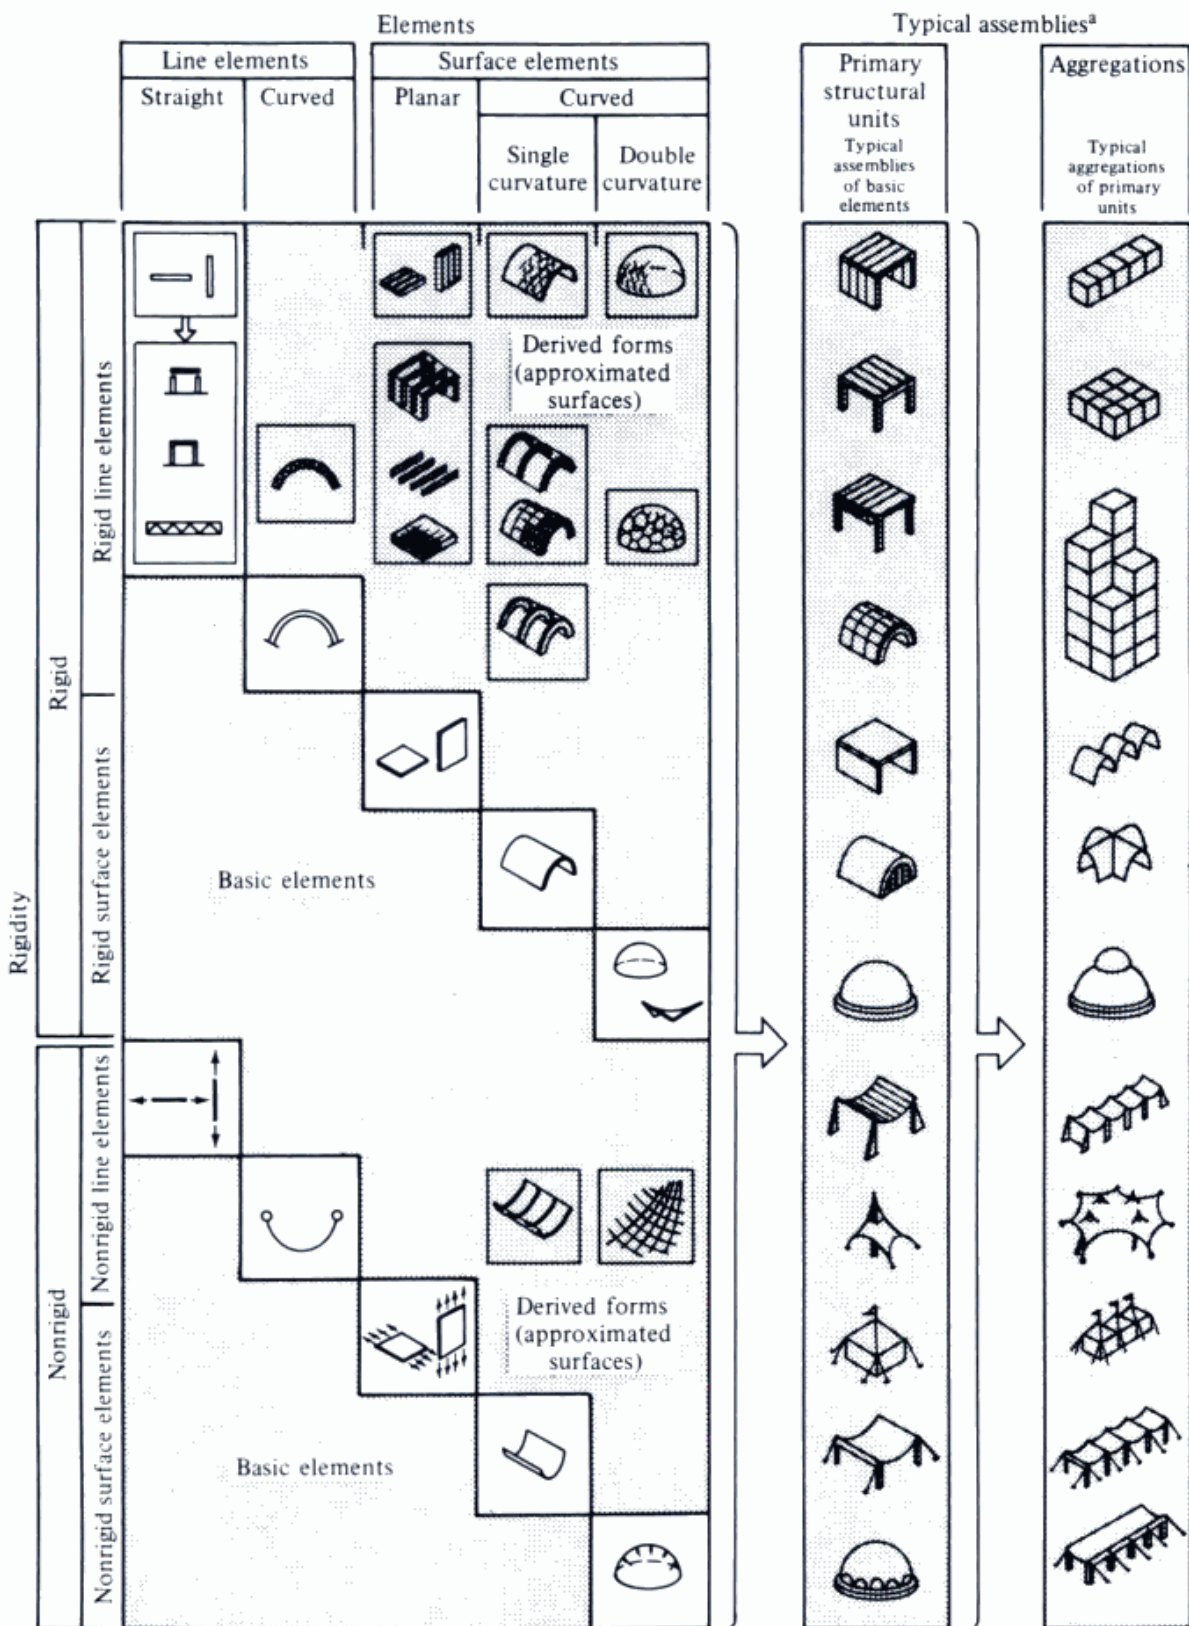 Elements
Typical assembliesª
Line elements
Surface elements
Straight
Curved
Planar
Curved
Single
curvature
Double
curvature
Primary
structural
units
Typical
assemblies
of basic
elements
Aggregations
Typical
aggregations
of primary
units
Rigidity
Rigid
Rigid line elements
Derived forms
(approximated
surfaces)
Rigid surface elements
Basic elements
Nonrigid
Nonrigid line elements
Derived forms
(approximated
surfaces)
Nonrigid surface elements
Basic elements